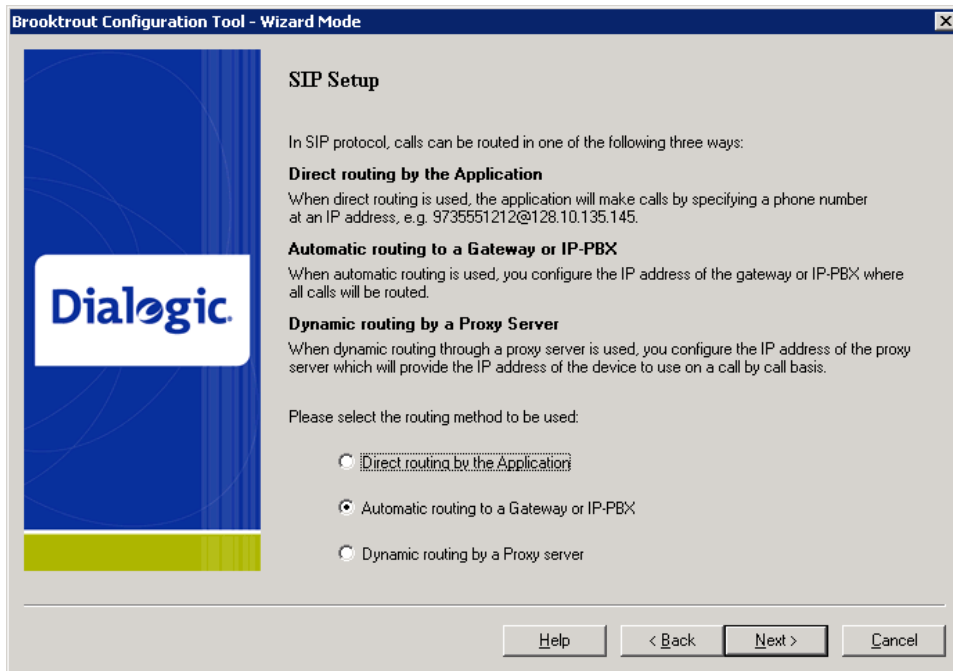 Brooktrout Configuration Tool - Wizard Mode
SIP Setup
In SIP protocol, calls can be routed in one of the following three ways:
Direct routing by the Application
When direct routing is used, the application will make calls by specifying a phone number
at an IP address, e.g. 9735551212@128.10.135.145.
Automatic routing to a Gateway or IP-PBX
When automatic routing is used, you configure the IP address of the gateway or IP-PBX where
all calls will be routed.
Dialogic.
Dynamic routing by a Proxy Server
When dynamic routing through a proxy server is used, you configure the IP address of the proxy
server which will provide the IP address of the device to use on a call by call basis.
Please select the routing method to be used:
Direct routing by the Application
Automatic routing to a Gateway or IP-PBX
Dynamic routing by a Proxy server
Help
< Back
Next >
Cancel